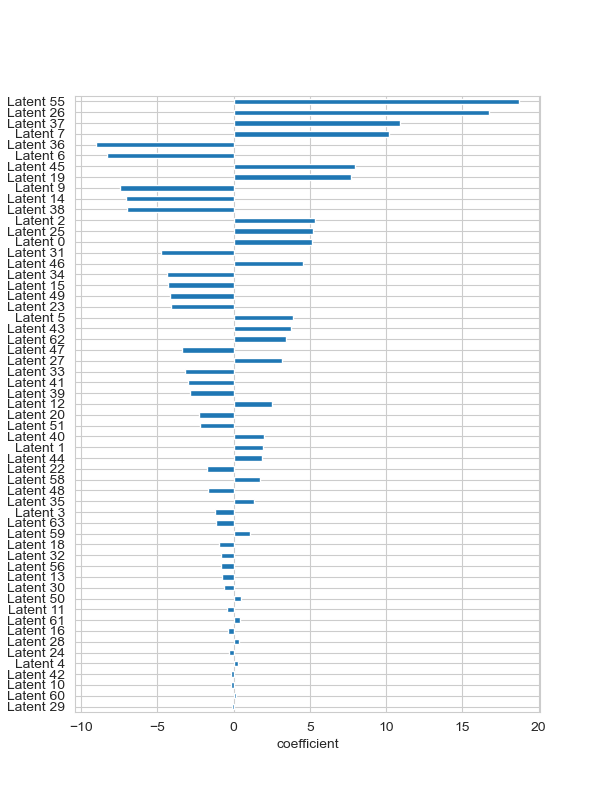 Latent 55
Latent 26
Latent 37
Latent 7
Latent 36
Latent 6
Latent 45
Latent 19
Latent 9
Latent 14
Latent 38
Latent 2
Latent 25
Latent 0
Latent 31
Latent 46
Latent 34
Latent 15
Latent 49
Latent 23
Latent 5
Latent 43
Latent 62
Latent 47
Latent 27
Latent 33
Latent 41
Latent 39
Latent 12
Latent 20
Latent 51
Latent 40
Latent 1
Latent 44
Latent 22
Latent 58
Latent 48
Latent 35
Latent 3
Latent 63
Latent 59
Latent 18
Latent 32
Latent 56
Latent 13
Latent 30
Latent 50
Latent 11
Latent 61
Latent 16
Latent 28
Latent 24
Latent 4
Latent 42
Latent 10
Latent 60
Latent 29
−10 −5 0 5 10 15 20
coefficient